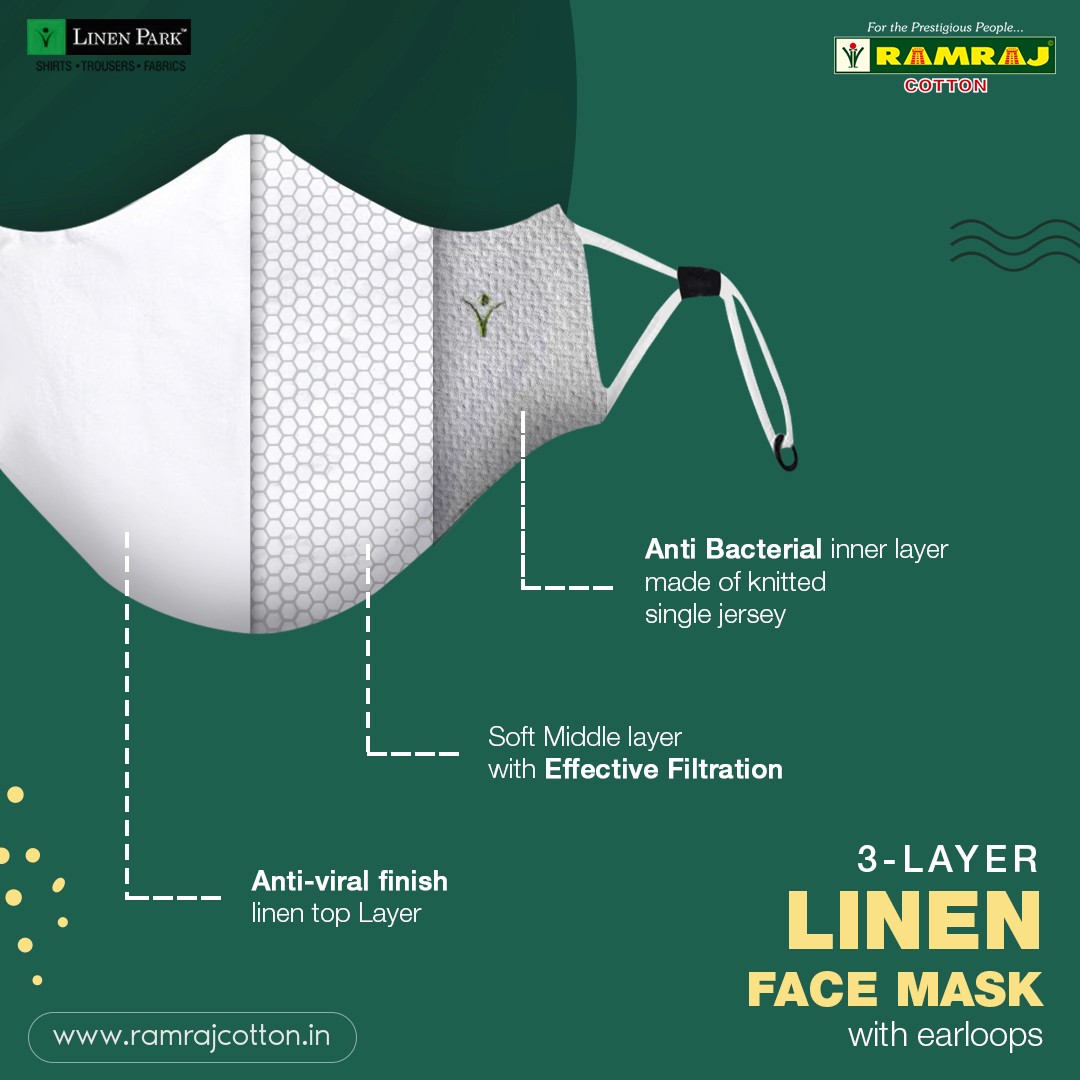 LINEN PARK™
SHIRTS • TROUSERS • FABRICS
For the Prestigious People...
RAMRAJ
COTTON
Anti Bacterial inner layer
made of knitted
single jersey
Soft Middle layer
with Effective Filtration
Anti-viral finish
linen top Layer
3-LAYER
LINEN
FACE MASK
with earloops
www.ramrajcotton.in